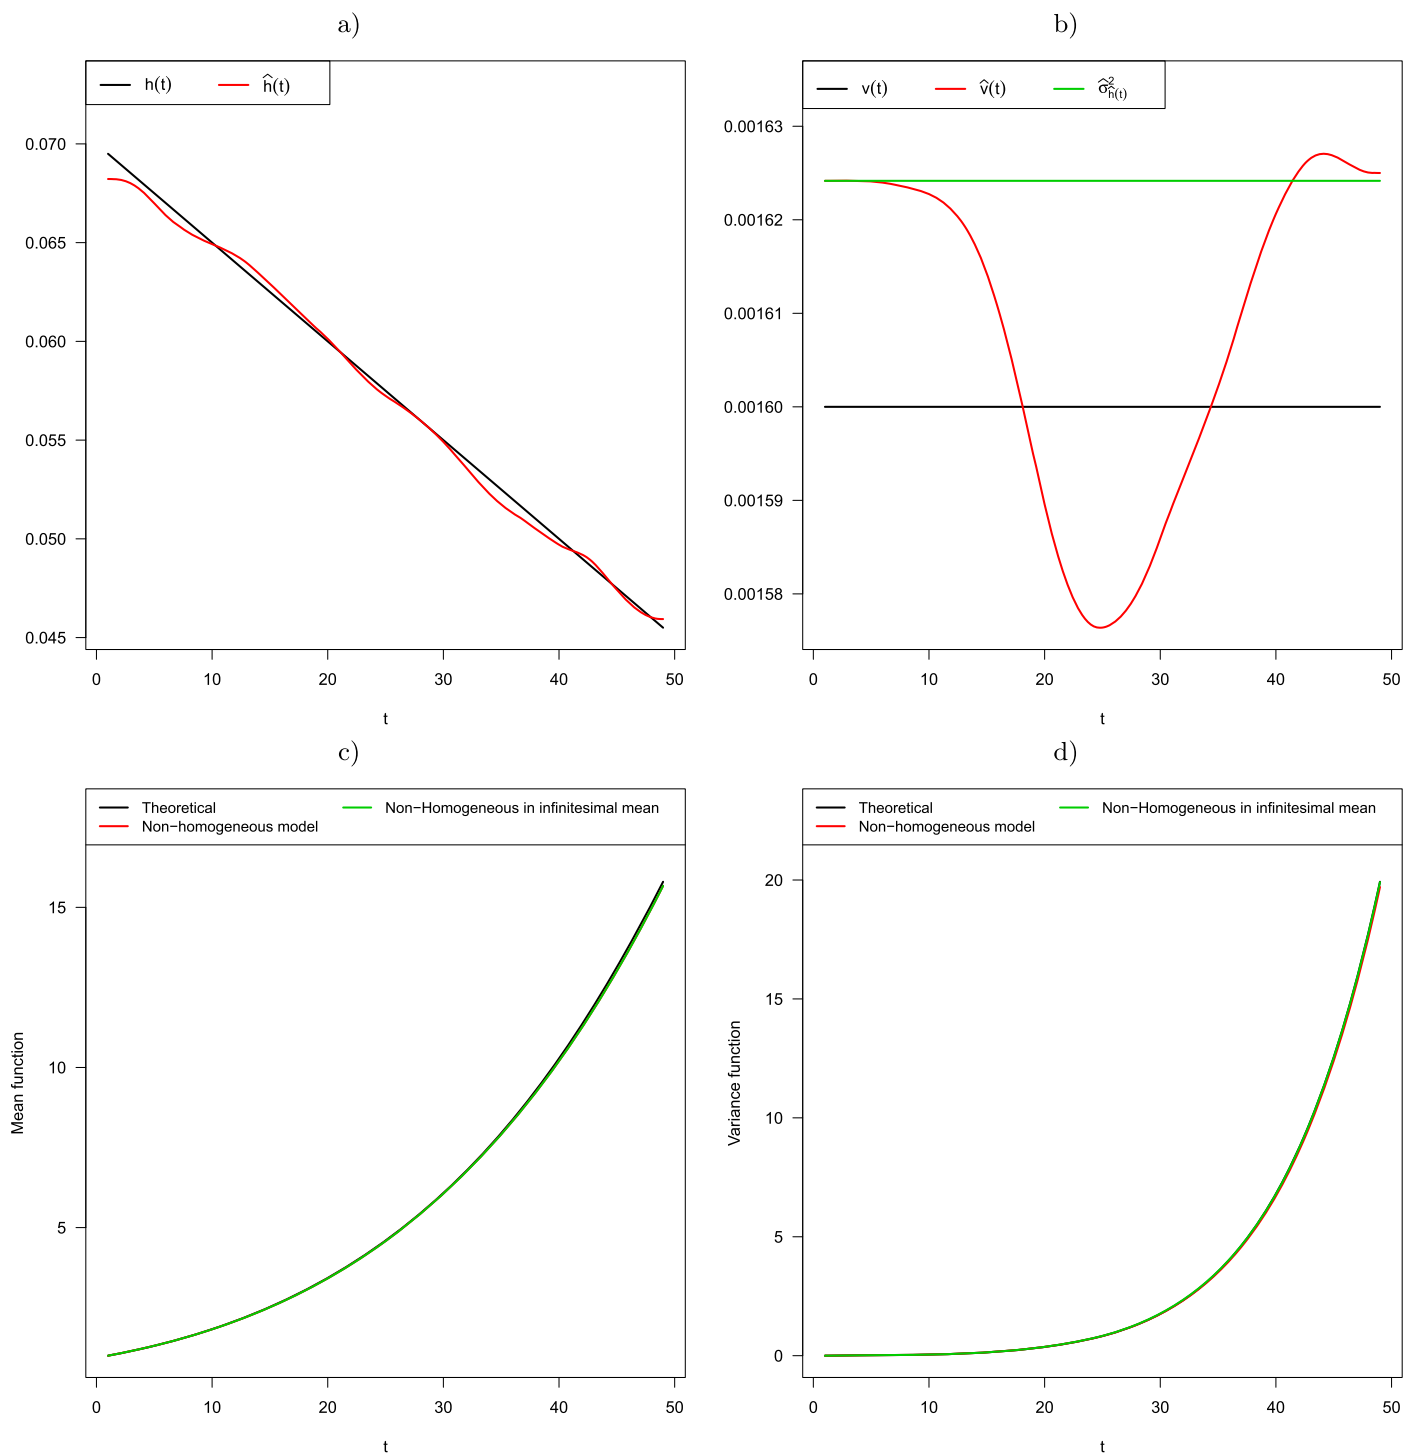 a)
h(t) ĥ(t)
0.070
0.065
0.060
0.055
0.050
0.045
0 10 20 30 40 50
t
b)
v(t) v̂(t) σ̂²ĥ(t)
0.00163
0.00162
0.00161
0.00160
0.00159
0.00158
0 10 20 30 40 50
t
c)
Theoretical Non−Homogeneous in infinitesimal mean
Non−homogeneous model
Mean function
15
10
5
0 10 20 30 40 50
t
d)
Theoretical Non−Homogeneous in infinitesimal mean
Non−homogeneous model
Variance function
20
15
10
5
0
0 10 20 30 40 50
t